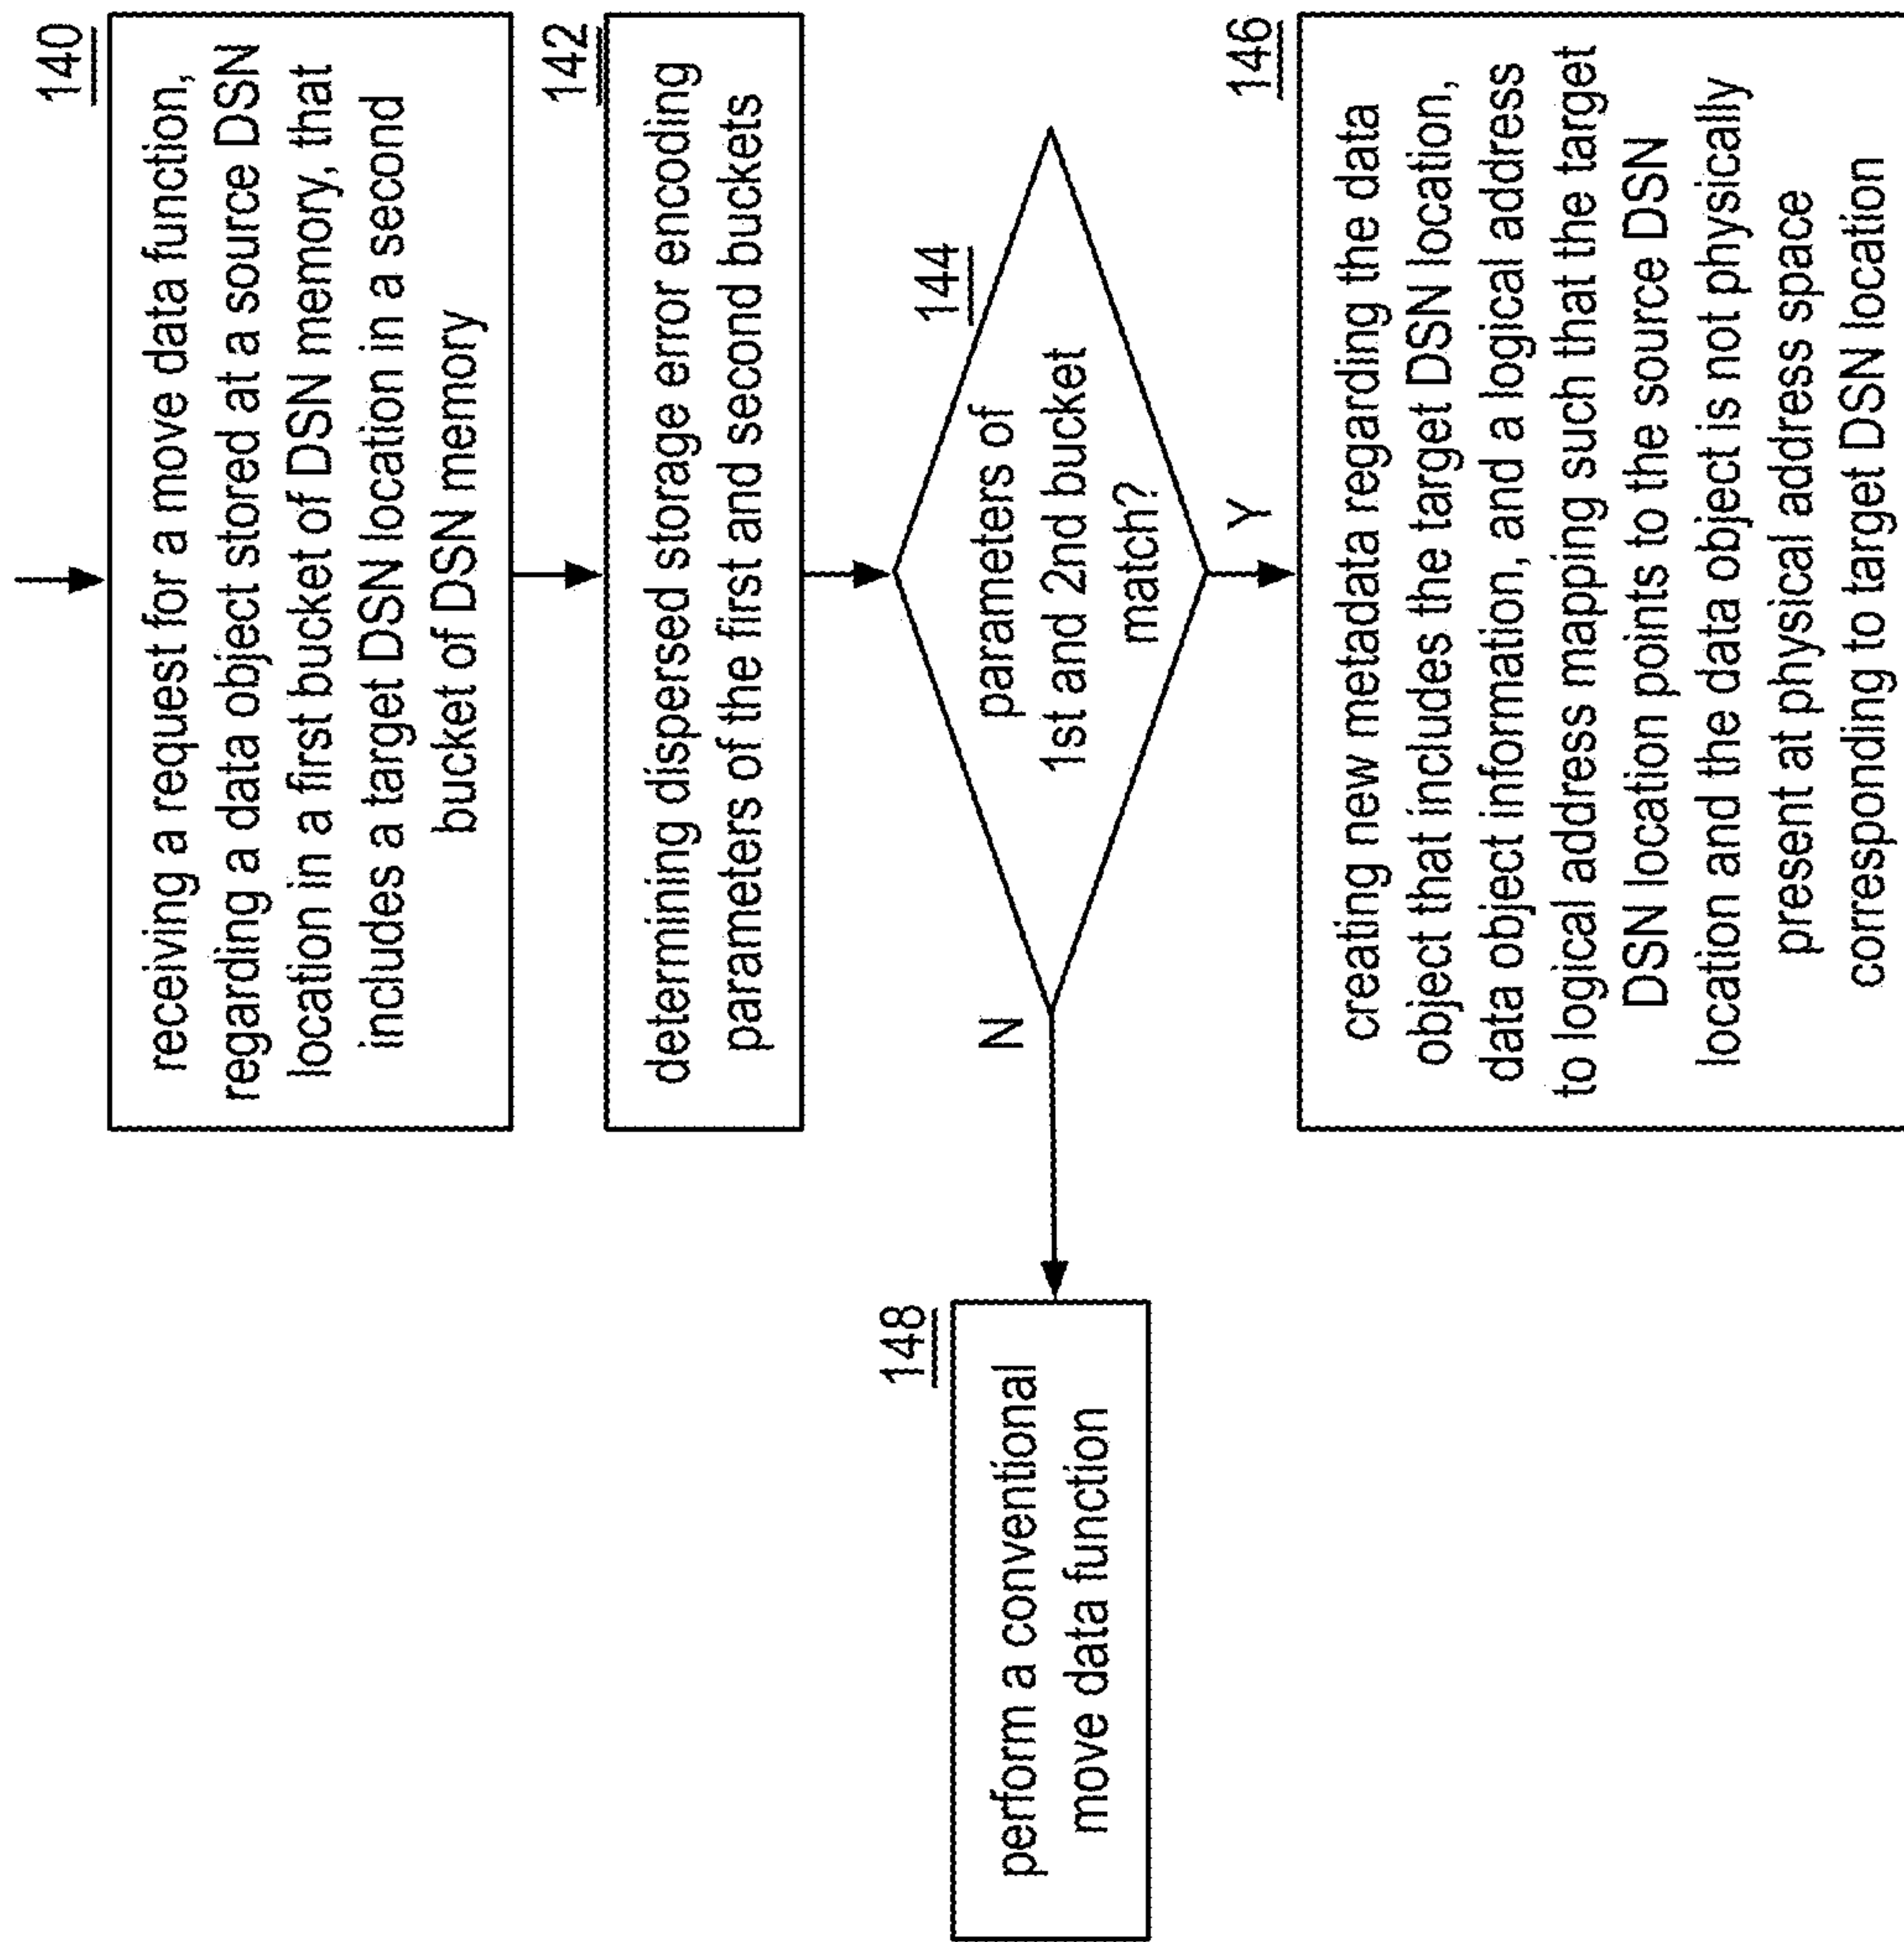 140
receiving a request for a move data function,
regarding a data object stored at a source DSN
location in a first bucket of DSN memory, that
includes a target DSN location in a second
bucket of DSN memory
142
determining dispersed storage error encoding
parameters of the first and second buckets
144
parameters of
1st and 2nd bucket
match?
N
Y
148
perform a conventional
move data function
146
creating new metadata regarding the data
object that includes the target DSN location,
data object information, and a logical address
to logical address mapping such that the target
DSN location points to the source DSN
location and the data object is not physically
present at physical address space
corresponding to target DSN location